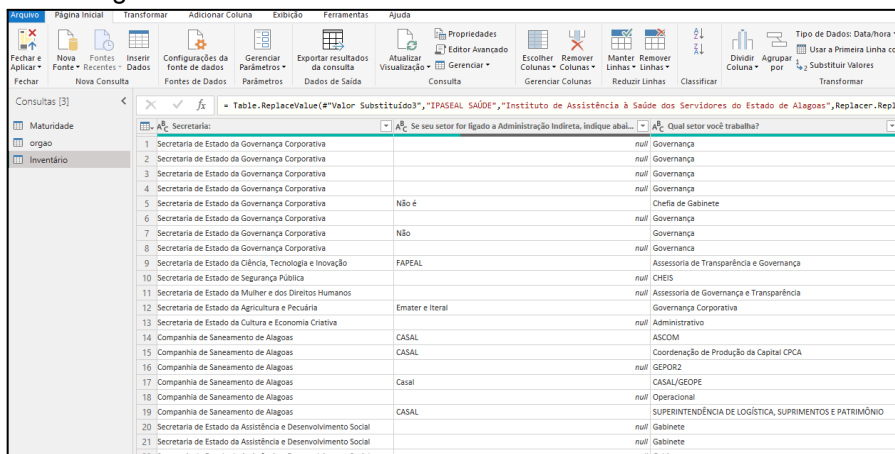 Arquivo Página Inicial Transformar Adicionar Coluna Exibição Ferramentas Ajuda
Fechar e Aplicar Nova Fonte Fontes Recentes Inserir Dados Configurações da fonte de dados Gerenciar Parâmetros Exportar resultados da consulta Atualizar Visualização Propriedades Editor Avançado Gerenciar Escolher Colunas Remover Colunas Manter Linhas Remover Linhas Dividir Coluna Agrupar por Tipo de Dados: Data/hora Usar a Primeira Linha co Substituir Valores
Fechar Nova Consulta Fontes de Dados Parâmetros Dados de Saída Consulta Gerenciar Colunas Reduzir Linhas Classificar Transformar
Consultas [3]
= Table.ReplaceValue(#"Valor Substituído3","IPASEAL SAÚDE","Instituto de Assistência à Saúde dos Servidores do Estado de Alagoas",Replacer.Repl
Maturidade
orgao
Inventário
Secretaria: Se seu setor for ligado a Administração Indireta, indique abai... Qual setor você trabalha?
1 Secretaria de Estado da Governança Corporativa null Governança
2 Secretaria de Estado da Governança Corporativa null Governança
3 Secretaria de Estado da Governança Corporativa null Governança
4 Secretaria de Estado da Governança Corporativa null Governança
5 Secretaria de Estado da Governança Corporativa Não é Chefia de Gabinete
6 Secretaria de Estado da Governança Corporativa null Governança
7 Secretaria de Estado da Governança Corporativa Não Governança
8 Secretaria de Estado da Governança Corporativa null Governanca
9 Secretaria de Estado da Ciência, Tecnologia e Inovação FAPEAL Assessoria de Transparência e Governança
10 Secretaria de Estado de Segurança Pública null CHEIS
11 Secretaria de Estado da Mulher e dos Direitos Humanos null Assessoria de Governança e Transparência
12 Secretaria de Estado da Agricultura e Pecuária Emater e Iteral Governança Corporativa
13 Secretaria de Estado da Cultura e Economia Criativa null Administrativo
14 Companhia de Saneamento de Alagoas CASAL ASCOM
15 Companhia de Saneamento de Alagoas CASAL Coordenação de Produção da Capital CPCA
16 Companhia de Saneamento de Alagoas null GEPOR2
17 Companhia de Saneamento de Alagoas Casal CASAL/GEOPE
18 Companhia de Saneamento de Alagoas null Operacional
19 Companhia de Saneamento de Alagoas CASAL SUPERINTENDÊNCIA DE LOGÍSTICA, SUPRIMENTOS E PATRIMÔNIO
20 Secretaria de Estado da Assistência e Desenvolvimento Social null Gabinete
21 Secretaria de Estado da Assistência e Desenvolvimento Social null Gabinete